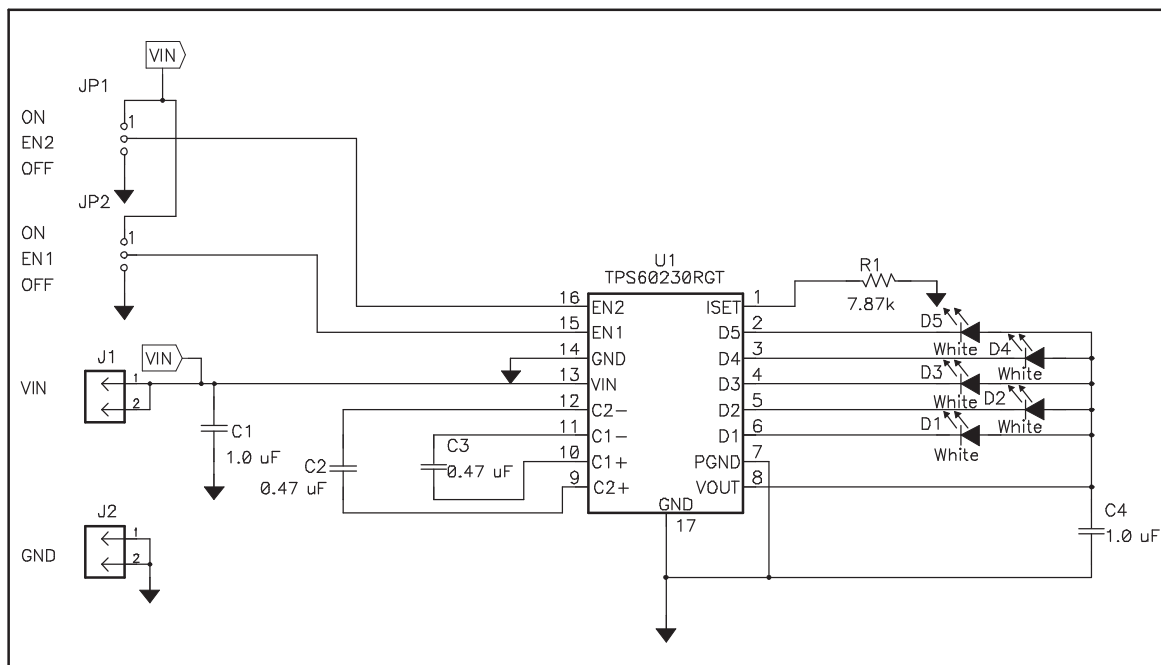 VIN
JP1
ON
1
EN2
OFF
JP2
ON
1
EN1
OFF
U1
TPS60230RGT
R1
7.87k
16 EN2 ISET 1
15 EN1 D5 2
14 GND D4 3
13 VIN D3 4
12 C2- D2 5
11 C1- D1 6
10 C1+ PGND 7
9 C2+ VOUT 8
GND
17
D5
White
D4
White
D3
White
D2
White
D1
White
J1
VIN
VIN
1
2
C1
1.0 uF
C2
0.47 uF
C3
0.47 uF
J2
GND
1
2
C4
1.0 uF